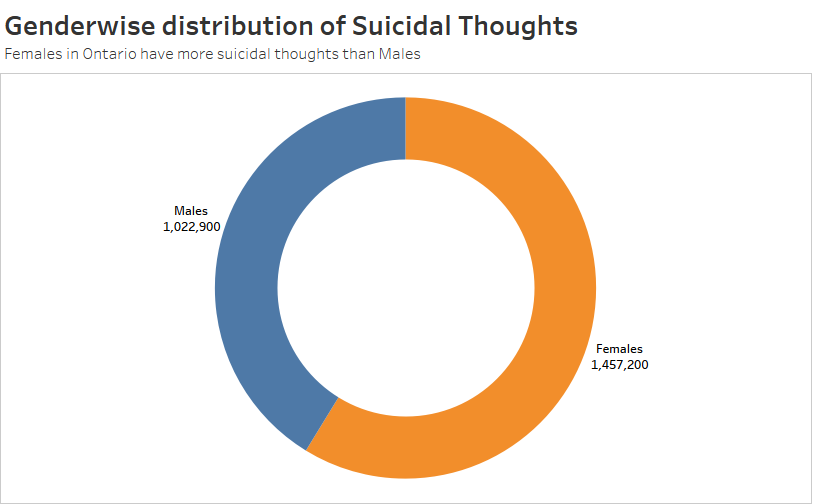 Genderwise distribution of Suicidal Thoughts
Females in Ontario have more suicidal thoughts than Males
Males
1,022,900
Females
1,457,200